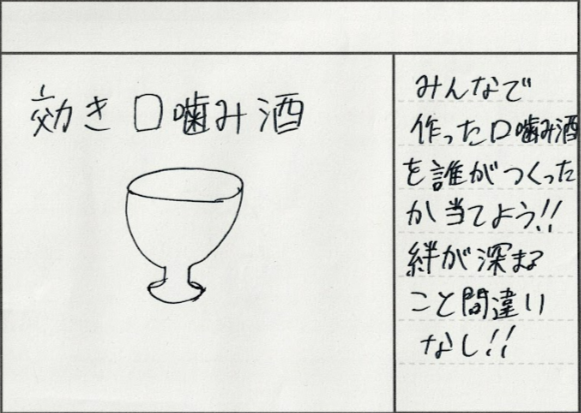 効き口噛み酒
みんなで
作った口噛み酒
を誰がつくった
か当てよう!!
絆が深まる
こと間違い
なし!!